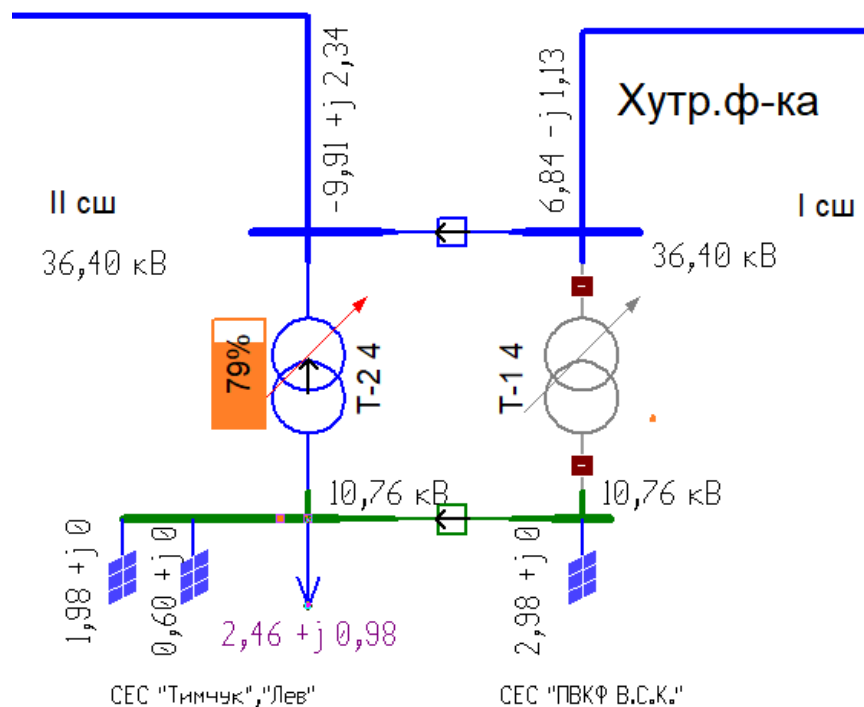 -9,91 +j 2,34
6,84 -j 1,13
Хутр.ф-ка
ІІ сш
І сш
36,40 кВ
36,40 кВ
79%
Т-2 4
Т-1 4
10,76 кВ
10,76 кВ
1,98 +j 0
0,60 +j 0
2,46 +j 0,98
2,98 +j 0
СЕС "Тимчук","Лев"
СЕС "ПВКФ В.С.К."